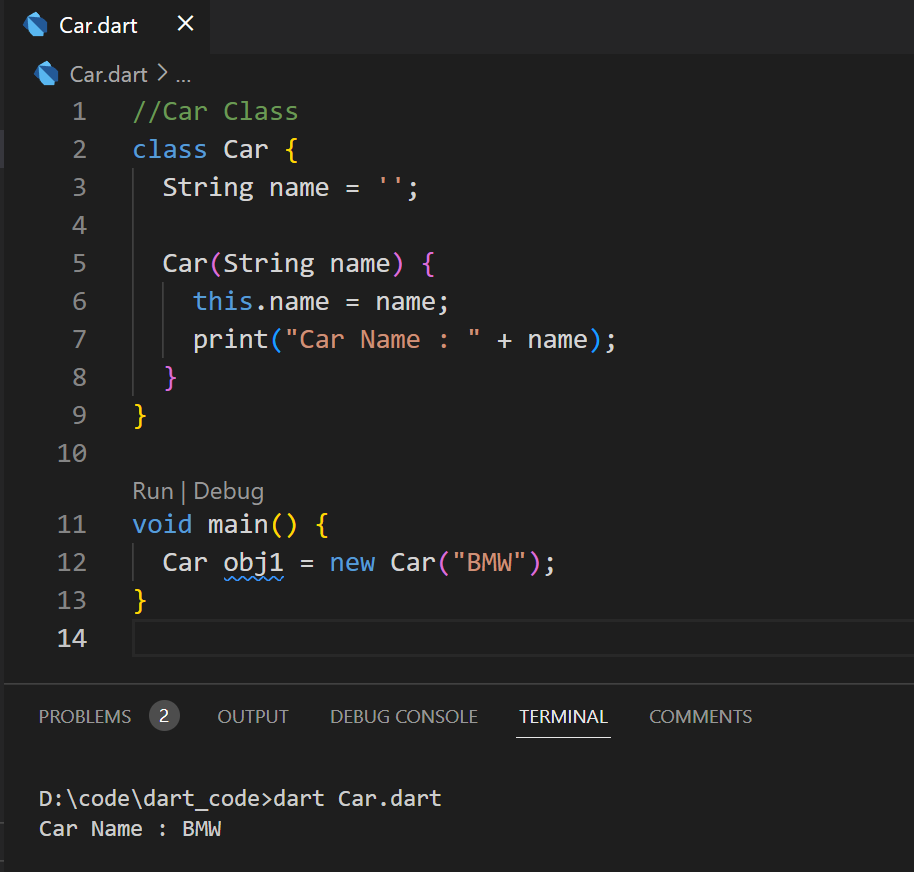 Car.dart ×
Car.dart > ...
1 //Car Class
2 class Car {
3   String name = '';
4
5   Car(String name) {
6     this.name = name;
7     print("Car Name : " + name);
8   }
9 }
10
Run | Debug
11 void main() {
12   Car obj1 = new Car("BMW");
13 }
14
PROBLEMS 2 OUTPUT DEBUG CONSOLE TERMINAL COMMENTS
D:\code\dart_code>dart Car.dart
Car Name : BMW